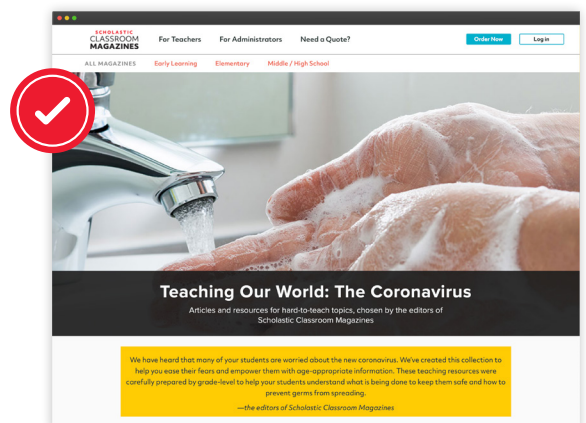 SCHOLASTIC
CLASSROOM
MAGAZINES
For Teachers For Administrators Need a Quote?
Order Now Log in
ALL MAGAZINES Early Learning Elementary Middle / High School
Teaching Our World: The Coronavirus
Articles and resources for hard-to-teach topics, chosen by the editors of
Scholastic Classroom Magazines
We have heard that many of your students are worried about the new coronavirus. We've created this collection to
help you ease their fears and empower them with age-appropriate information. These teaching resources were
carefully prepared by grade-level to help your students understand what is being done to keep them safe and how to
prevent germs from spreading.
—the editors of Scholastic Classroom Magazines